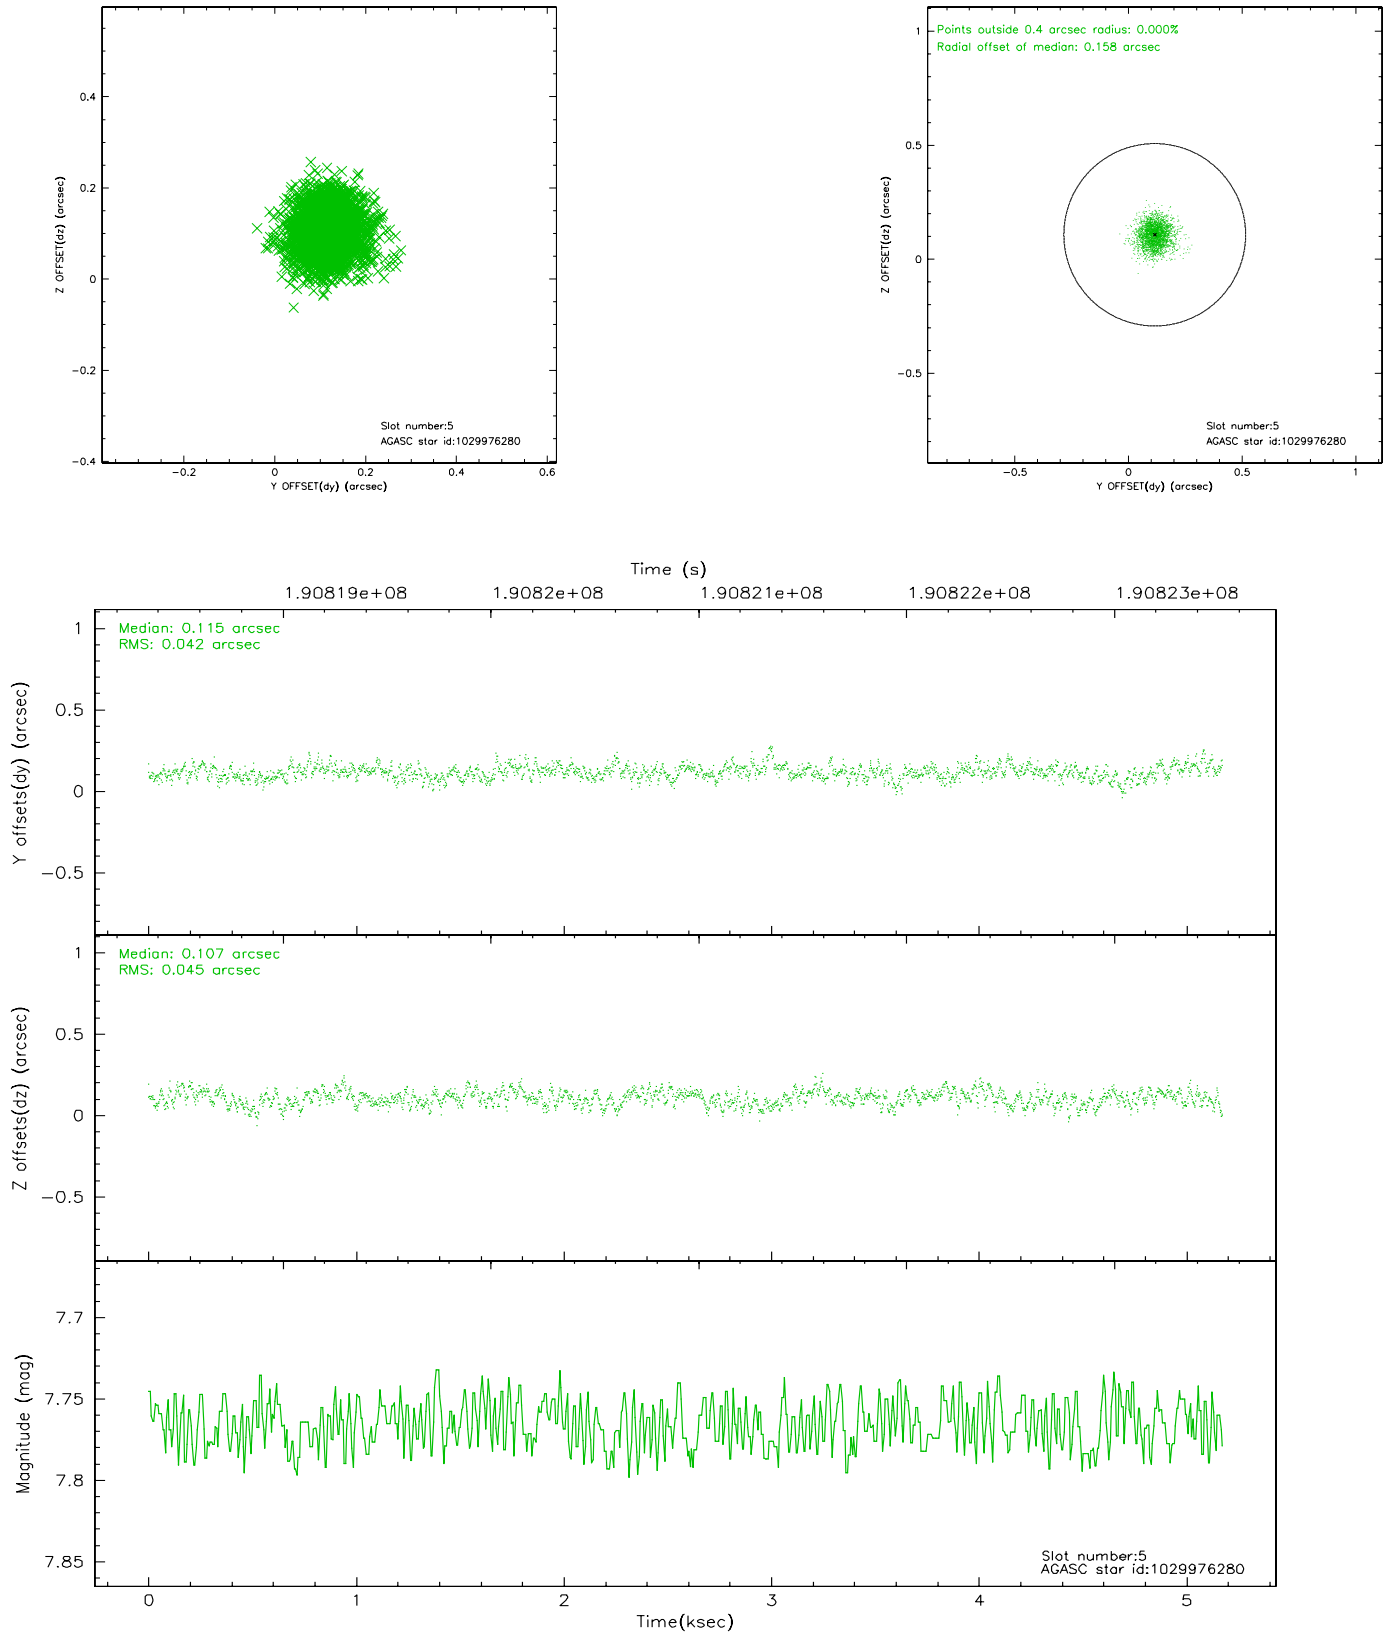 0.4
0.2
0
−0.2
−0.4
Z OFFSET(dz) (arcsec)
Slot number:5
AGASC star id:1029976280
−0.2 0 0.2 0.4 0.6
Y OFFSET(dy) (arcsec)
Points outside 0.4 arcsec radius: 0.000%
Radial offset of median: 0.158 arcsec
1
0.5
0
−0.5
Z OFFSET(dz) (arcsec)
Slot number:5
AGASC star id:1029976280
−0.5 0 0.5 1
Y OFFSET(dy) (arcsec)
Time (s)
1.90819e+08 1.9082e+08 1.90821e+08 1.90822e+08 1.90823e+08
Median: 0.115 arcsec
RMS: 0.042 arcsec
1
0.5
0
−0.5
Y offsets(dy) (arcsec)
Median: 0.107 arcsec
RMS: 0.045 arcsec
1
0.5
0
−0.5
Z offsets(dz) (arcsec)
7.7
7.75
7.8
7.85
Magnitude (mag)
Slot number:5
AGASC star id:1029976280
0 1 2 3 4 5
Time(ksec)